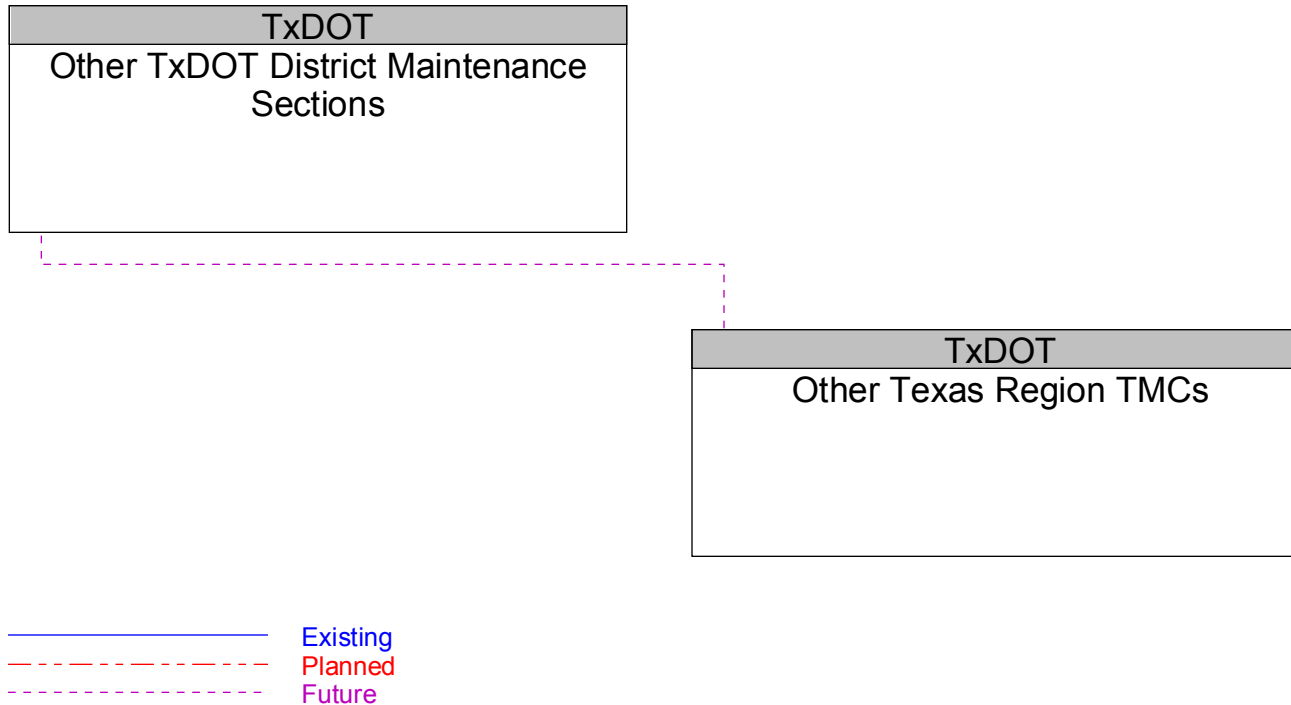 TxDOT
Other TxDOT District Maintenance
Sections
TxDOT
Other Texas Region TMCs
Existing
Planned
Future